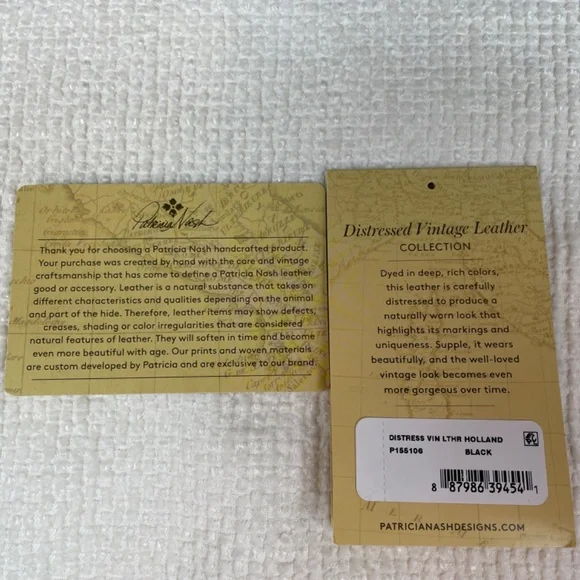 Patricia Nash
Thank you for choosing a Patricia Nash handcrafted product.
Your purchase was created by hand with the care and vintage
craftsmanship that has come to define a Patricia Nash leather
good or accessory. Leather is a natural substance that takes on
different characteristics and qualities depending on the animal
and part of the hide. Therefore, leather items may show defects,
creases, shading or color irregularities that are considered
natural features of leather. They will soften in time and become
even more beautiful with age. Our prints and woven materials
are custom developed by Patricia and are exclusive to our brand.
Distressed Vintage Leather
COLLECTION
Dyed in deep, rich colors,
this leather is carefully
distressed to produce a
naturally worn look that
highlights its markings and
uniqueness. Supple, it wears
beautifully, and the well-loved
vintage look becomes even
more gorgeous over time.
DISTRESS VIN LTHR HOLLAND
P155106 BLACK
8 87986 39454 1
PATRICIANASHDESIGNS.COM